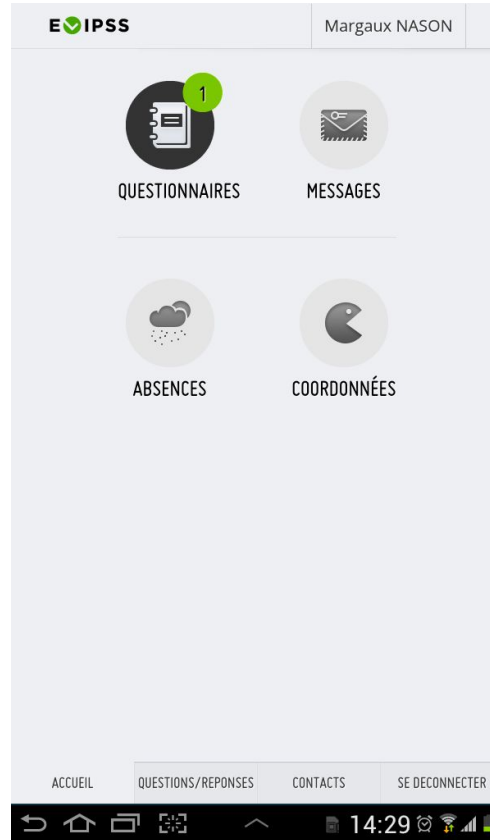 EVIPSS
Margaux NASON
1
QUESTIONNAIRES
MESSAGES
ABSENCES
COORDONNÉES
ACCUEIL
QUESTIONS/REPONSES
CONTACTS
SE DECONNECTER
14:29